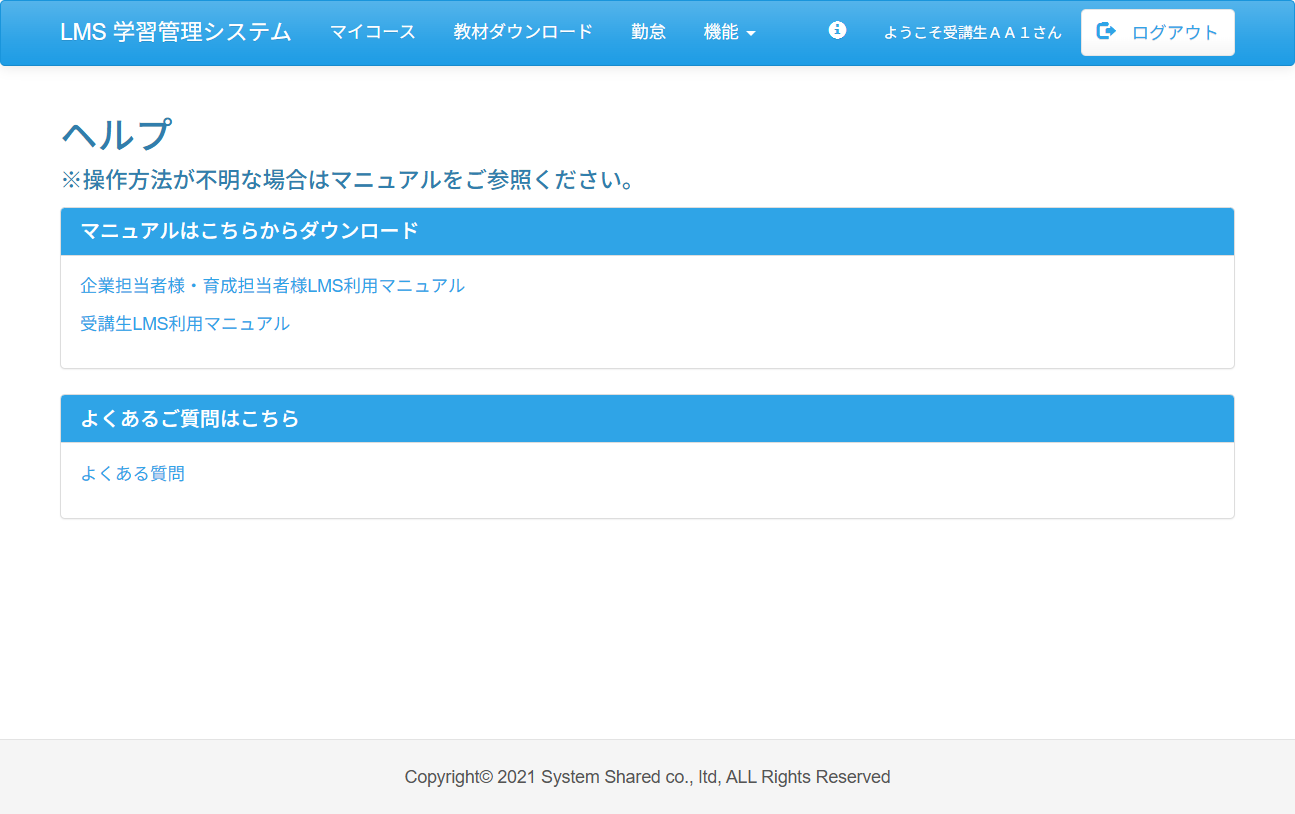 LMS 学習管理システム マイコース 教材ダウンロード 勤怠 機能 ようこそ受講生ＡＡ１さん ログアウト
ヘルプ
※操作方法が不明な場合はマニュアルをご参照ください。
マニュアルはこちらからダウンロード
企業担当者様・育成担当者様LMS利用マニュアル
受講生LMS利用マニュアル
よくあるご質問はこちら
よくある質問
Copyright© 2021 System Shared co., ltd, ALL Rights Reserved